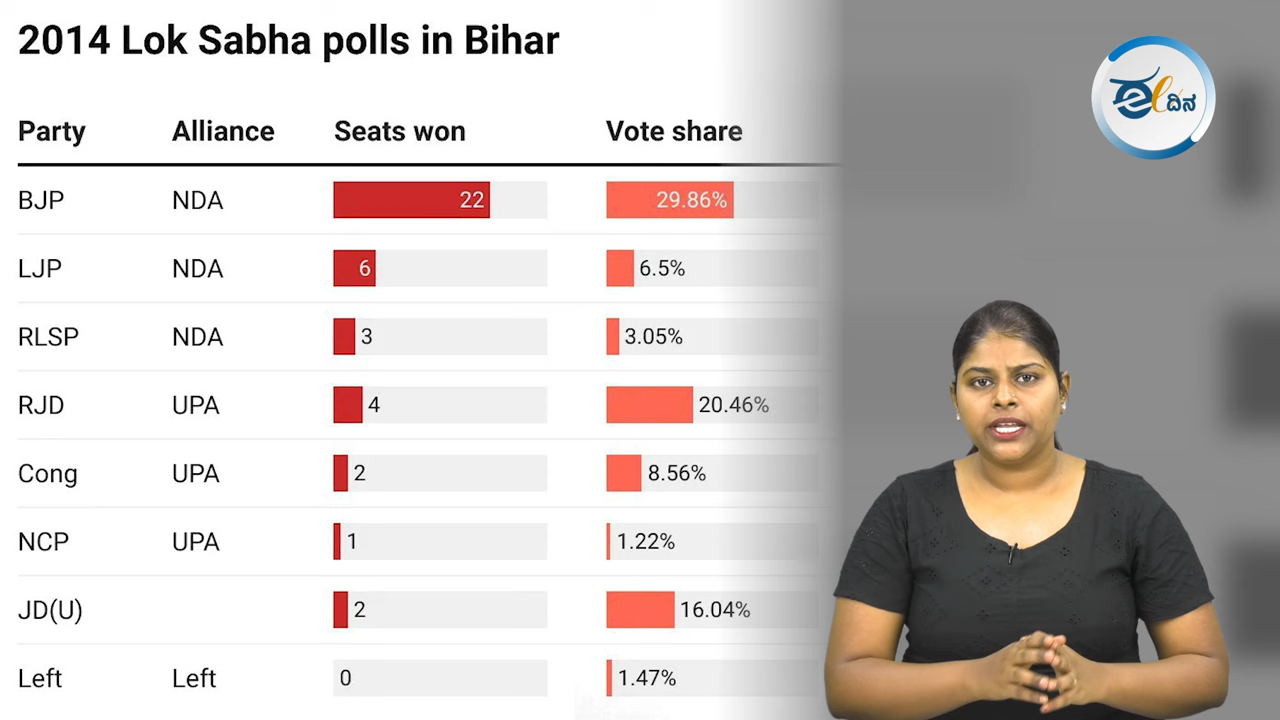 2014 Lok Sabha polls in Bihar
Party Alliance Seats won Vote share
BJP NDA 22 29.86%
LJP NDA 6 6.5%
RLSP NDA 3 3.05%
RJD UPA 4 20.46%
Cong UPA 2 8.56%
NCP UPA 1 1.22%
JD(U) 2 16.04%
Left Left 0 1.47%
ಈದಿನ